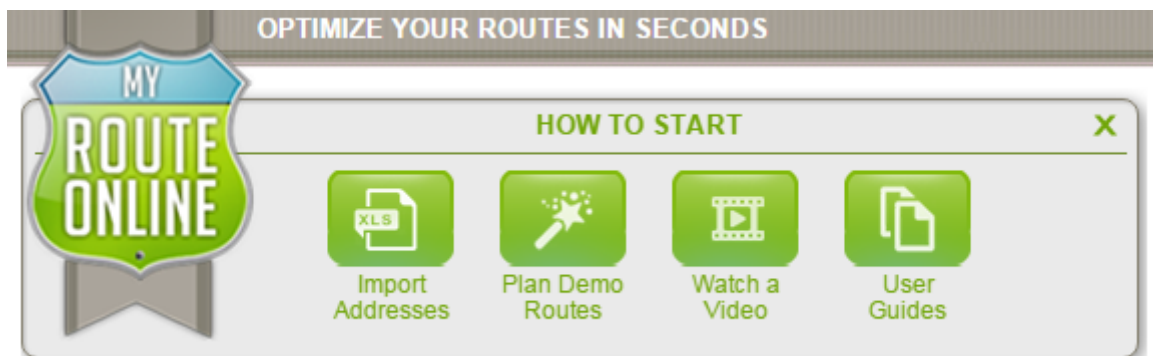 OPTIMIZE YOUR ROUTES IN SECONDS
MY
ROUTE
ONLINE
HOW TO START
X
XLS
Import
Addresses
Plan Demo
Routes
Watch a
Video
User
Guides